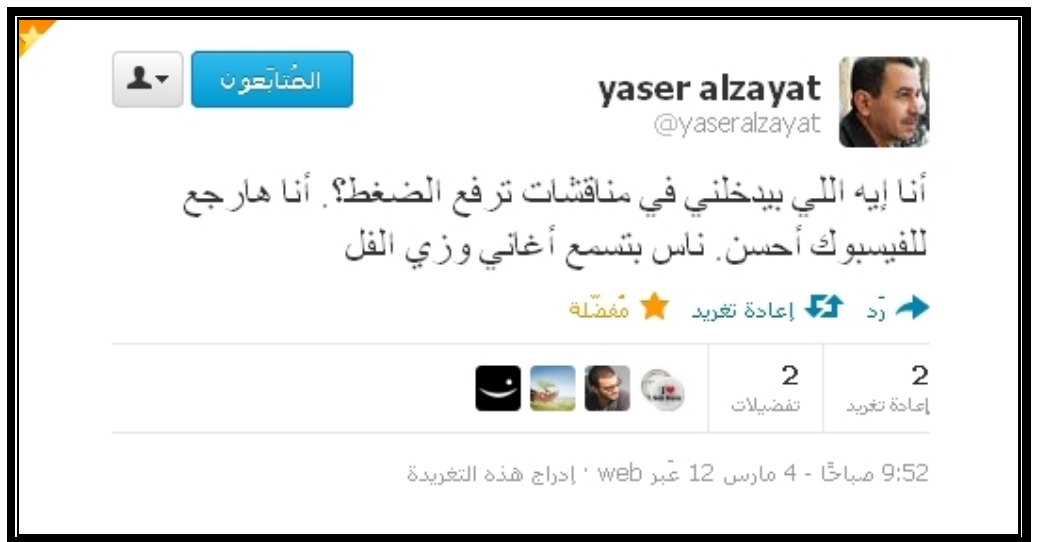 yaser alzayat
@yaseralzayat
المُتابَعون
أنا إيه اللي بيدخلني في مناقشات ترفع الضغط؟. أنا هارجع
للفيسبوك أحسن. ناس بتسمع أغاني وزي الفل
رَد إعادة تغريد مُفضّلة
2 2
إعادة تغريد تفضيلات
I ♥
9:52 صباحًا - 4 مارس 12 عَبر web · إدراج هذه التغريدة